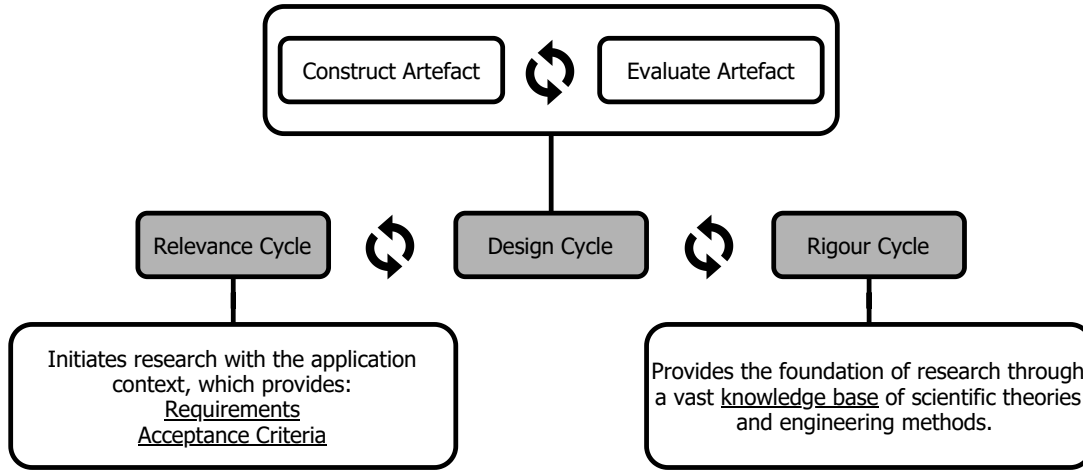 Construct Artefact
Evaluate Artefact
Relevance Cycle
Design Cycle
Rigour Cycle
Initiates research with the application
context, which provides:
Requirements
Acceptance Criteria
Provides the foundation of research through
a vast knowledge base of scientific theories
and engineering methods.